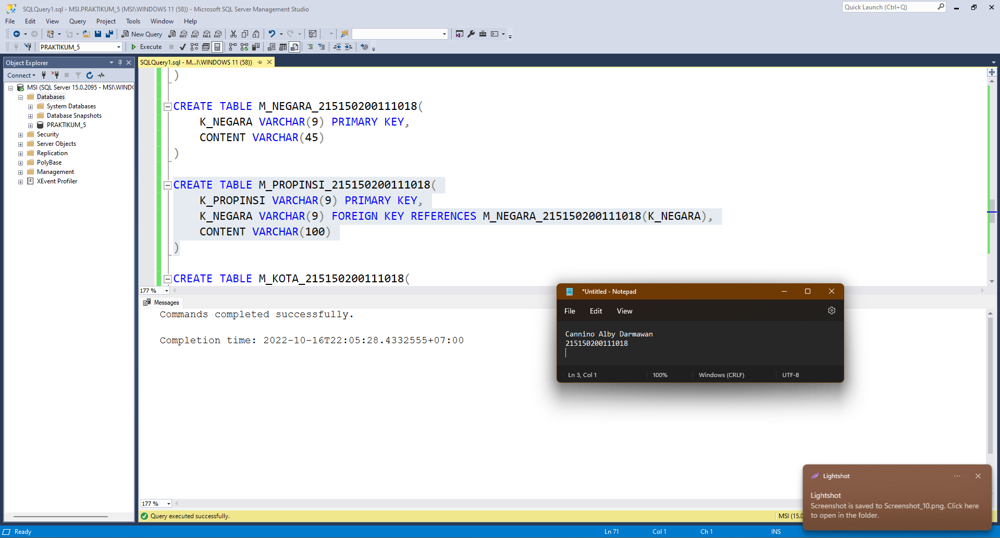 SQLQuery1.sql - MSI.PRAKTIKUM_5 (MSI\WINDOWS 11 (58)) - Microsoft SQL Server Management Studio
Quick Launch (Ctrl+Q)
File Edit View Query Project Tools Window Help
New Query MDX DMX XMLA DAX
PRAKTIKUM_5 Execute
Object Explorer
Connect
MSI (SQL Server 15.0.2095 - MSI\WINDO
Databases
System Databases
Database Snapshots
PRAKTIKUM_5
Security
Server Objects
Replication
PolyBase
Management
XEvent Profiler
SQLQuery1.sql - M...I\WINDOWS 11 (58))
)
CREATE TABLE M_NEGARA_215150200111018(
K_NEGARA VARCHAR(9) PRIMARY KEY,
CONTENT VARCHAR(45)
)
CREATE TABLE M_PROPINSI_215150200111018(
K_PROPINSI VARCHAR(9) PRIMARY KEY,
K_NEGARA VARCHAR(9) FOREIGN KEY REFERENCES M_NEGARA_215150200111018(K_NEGARA),
CONTENT VARCHAR(100)
)
CREATE TABLE M_KOTA_215150200111018(
177 %
Messages
Commands completed successfully.
Completion time: 2022-10-16T22:05:28.4332555+07:00
177 %
Query executed successfully.
MSI (15.0
*Untitled - Notepad
File Edit View
Cannino Alby Darmawan
215150200111018
Ln 3, Col 1 100% Windows (CRLF) UTF-8
Lightshot
Lightshot
Screenshot is saved to Screenshot_10.png. Click here
to open in the folder.
Ready Ln 71 Col 1 Ch 1 INS